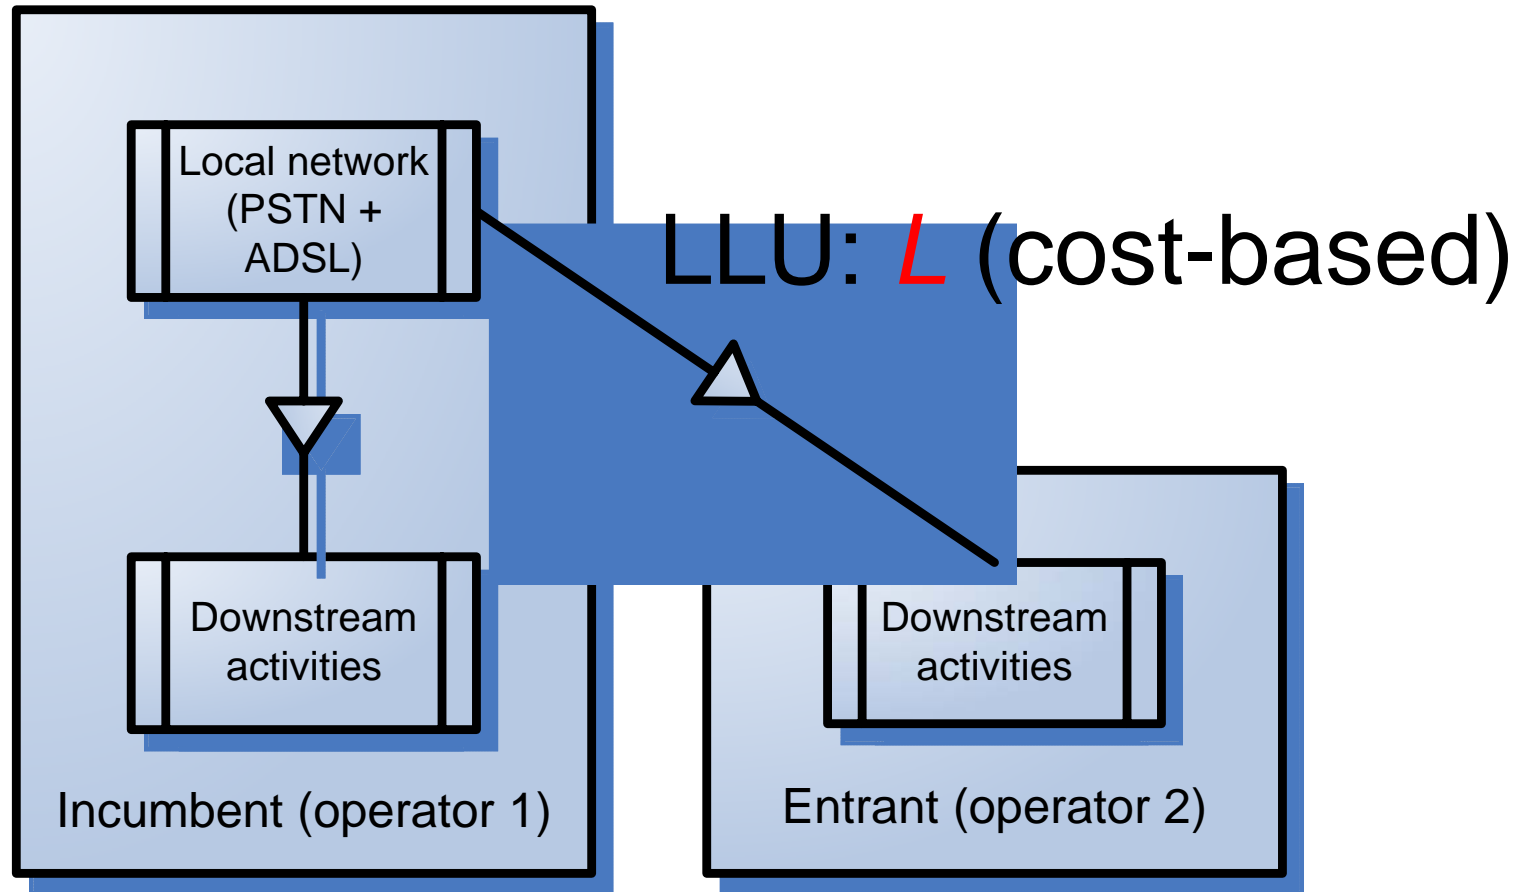 Local network
(PSTN +
ADSL)
LLU: L (cost-based)
Downstream
activities
Downstream
activities
Incumbent (operator 1)
Entrant (operator 2)